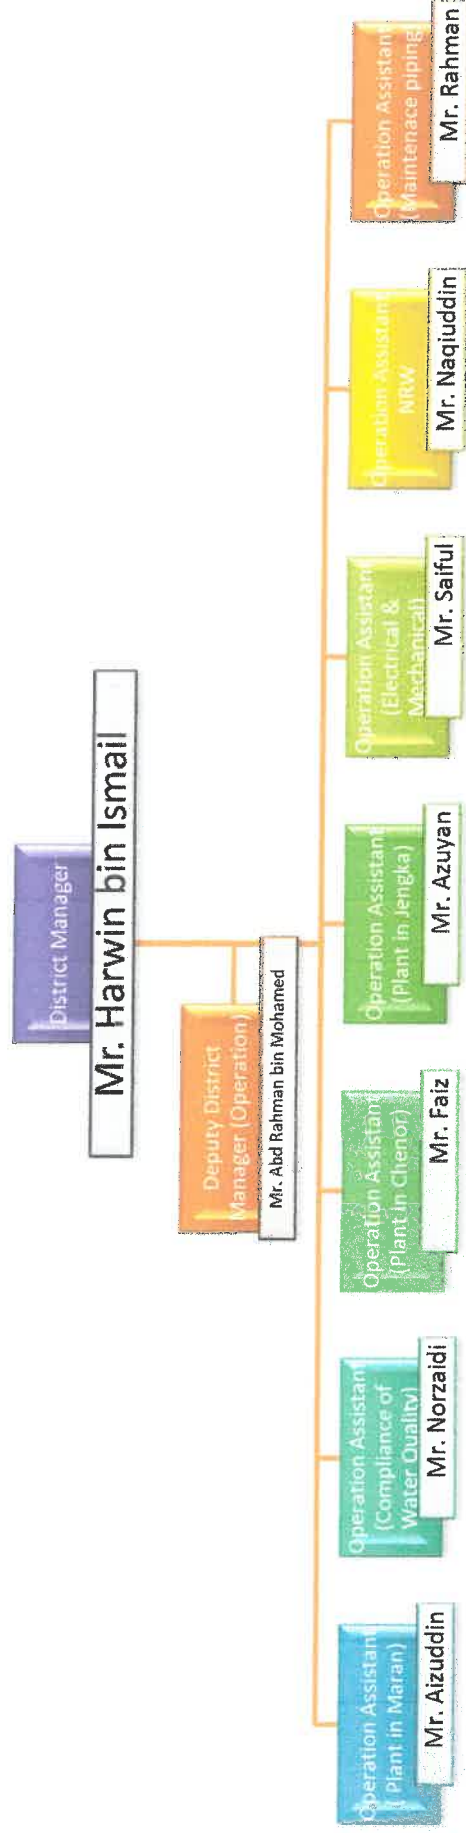 District Manager
Mr. Harwin bin Ismail
Deputy District
Manager (Operation)
Mr. Abd Rahman bin Mohamed
Operation Assistant
( Plant in Maran)
Mr. Aizuddin
Operation Assistant
(Compliance of
Water Quality)
Mr. Norzaidi
Operation Assistant
(Plant in Chenor)
Mr. Faiz
Operation Assistant
(Plant in Jengka)
Mr. Azuyan
Operation Assistant
(Electrical &
Mechanical)
Mr. Saiful
Operation Assistant
NRW
Mr. Naqiuddin
Operation Assistant
(Maintenace piping)
Mr. Rahman